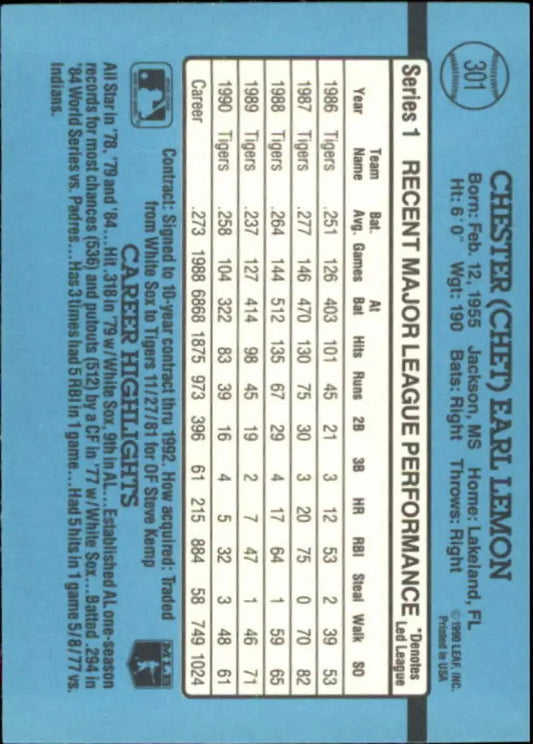 301
CHESTER (CHET) EARL LEMON
Born: Feb. 12, 1955 Jackson, MS Home: Lakeland, FL
Ht: 6' 0" Wgt: 190 Bats: Right Throws: Right
©1990 LEAF, INC.
Printed in USA
Series 1 RECENT MAJOR LEAGUE PERFORMANCE *Denotes Led League
Year Team Name Bat. Avg. Games At Bat Hits Runs 2B 3B HR RBI Steal Walk SO
1986 Tigers .251 126 403 101 45 21 3 12 53 2 39 53
1987 Tigers .277 146 470 130 75 30 3 20 75 0 70 82
1988 Tigers .264 144 512 135 67 29 4 17 64 1 59 65
1989 Tigers .237 127 414 98 45 19 2 7 47 1 46 71
1990 Tigers .258 104 322 83 39 16 4 5 32 3 48 61
Career .273 1988 6868 1875 973 396 61 215 884 58 749 1024
Contract: Signed to 10-year contract thru 1992. How acquired: Traded
from White Sox to Tigers 11/27/81 for OF Steve Kemp
MLB
CAREER HIGHLIGHTS
All Star in '78, '79 and '84...Hit .318 in '79 w/White Sox, 9th in AL...Established AL one-season
records for most chances (536) and putouts (512) by a CF in '77 w/White Sox...Batted .294 in
'84 World Series vs. Padres...Has 3 times had 5 RBI in 1 game...Had 5 hits in 1 game 5/8/77 vs.
Indians.